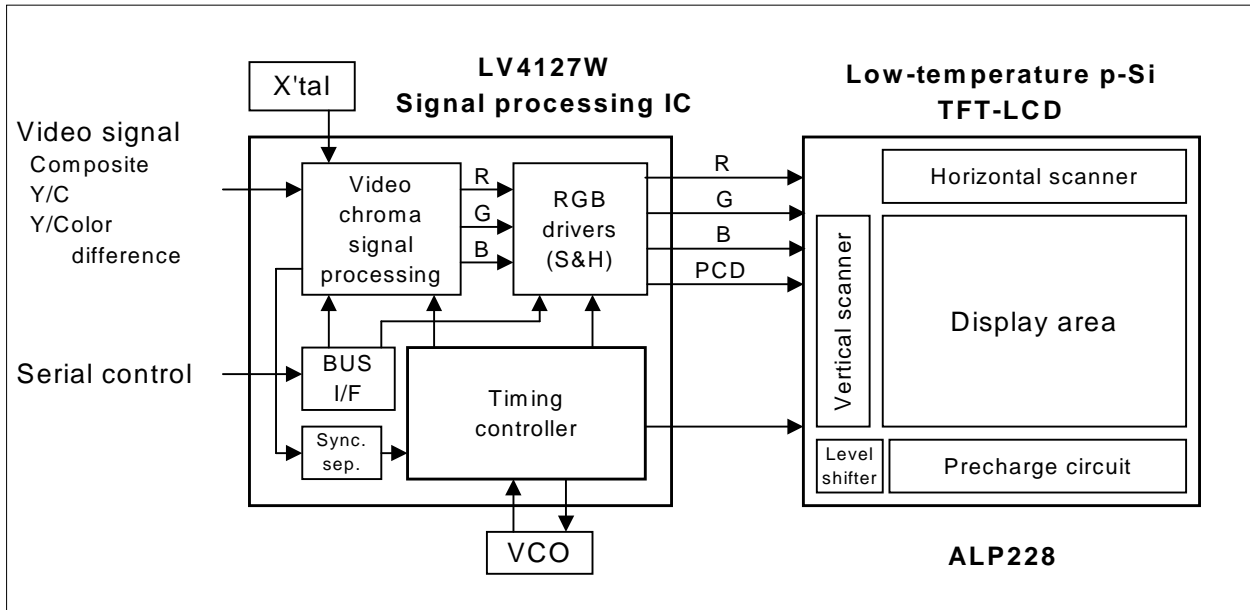 LV4127W
Signal processing IC
Low-temperature p-Si
TFT-LCD
X'tal
Video signal
Composite
Y/C
Y/Color
difference
Serial control
Video
chroma
signal
processing
R
G
B
RGB
drivers
(S&H)
R
G
B
PCD
BUS
I/F
Sync.
sep.
Timing
controller
VCO
Horizontal scanner
Vertical scanner
Display area
Level
shifter
Precharge circuit
ALP228